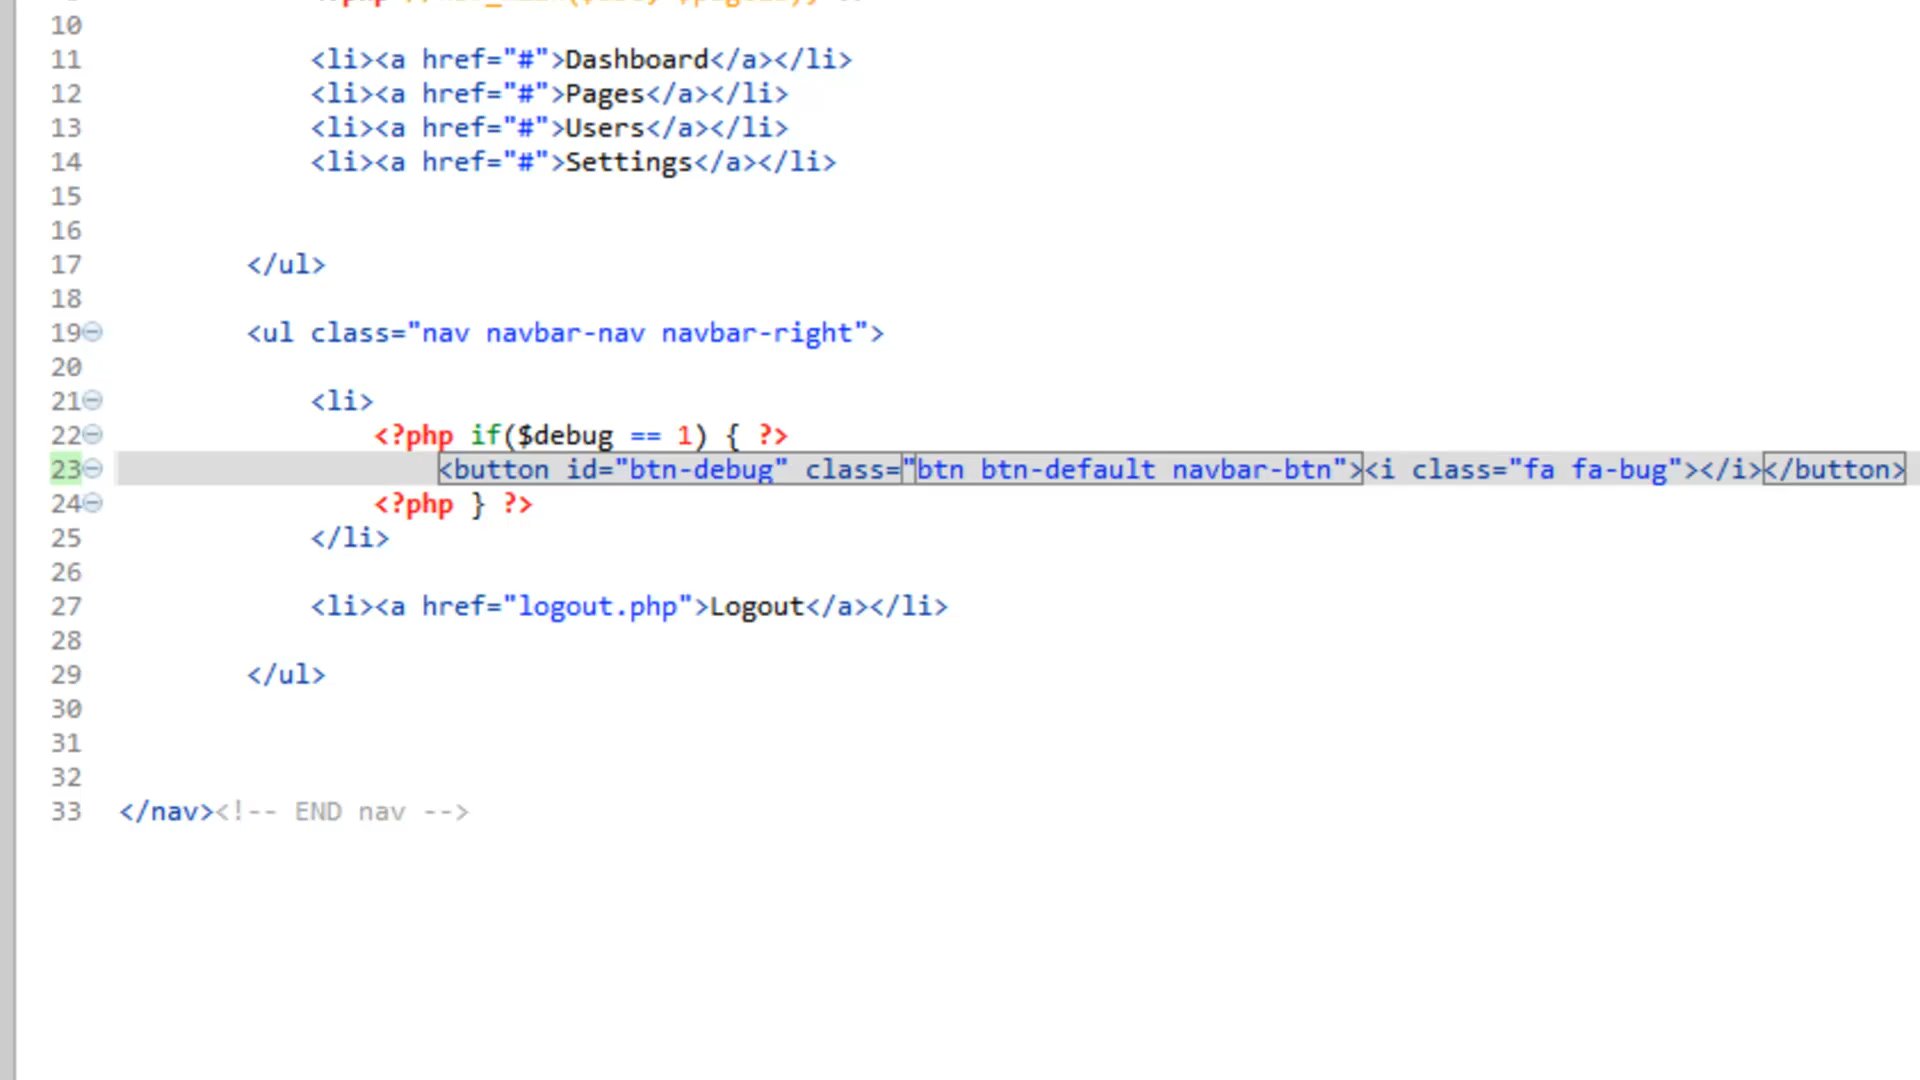 10
11 <li><a href="#">Dashboard</a></li>
12 <li><a href="#">Pages</a></li>
13 <li><a href="#">Users</a></li>
14 <li><a href="#">Settings</a></li>
15
16
17 </ul>
18
19 <ul class="nav navbar-nav navbar-right">
20
21 <li>
22 <?php if($debug == 1) { ?>
23 <button id="btn-debug" class="btn btn-default navbar-btn"><i class="fa fa-bug"></i></button>
24 <?php } ?>
25 </li>
26
27 <li><a href="logout.php">Logout</a></li>
28
29 </ul>
30
31
32
33 </nav><!-- END nav -->